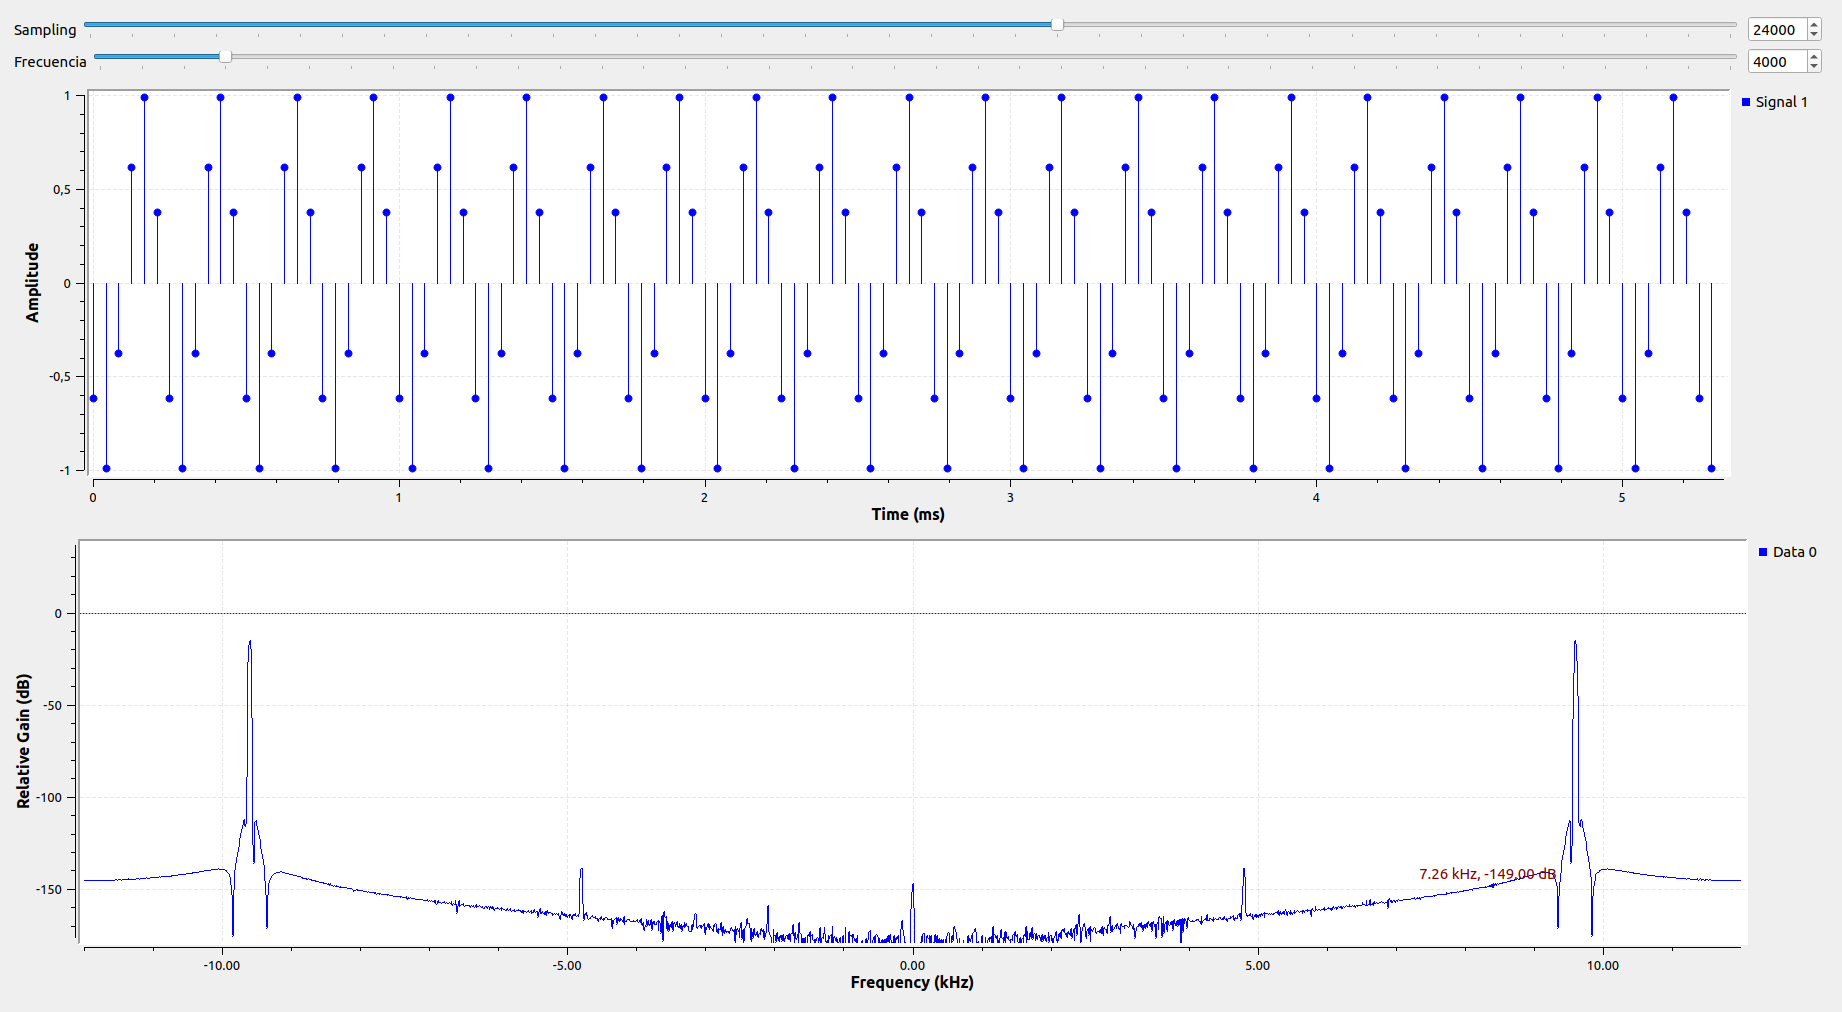 Sampling 24000
Frecuencia 4000
Signal 1
1
0,5
0
-0,5
-1
Amplitude
0 1 2 3 4 5
Time (ms)
Data 0
0
-50
-100
-150
Relative Gain (dB)
7.26 kHz, -149.00 dB
-10.00 -5.00 0.00 5.00 10.00
Frequency (kHz)